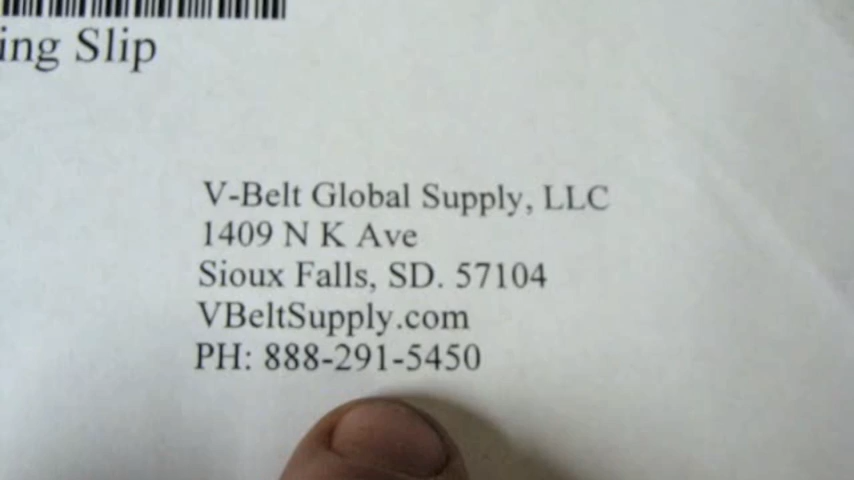 ing Slip
V-Belt Global Supply, LLC
1409 N K Ave
Sioux Falls, SD. 57104
VBeltSupply.com
PH: 888-291-5450